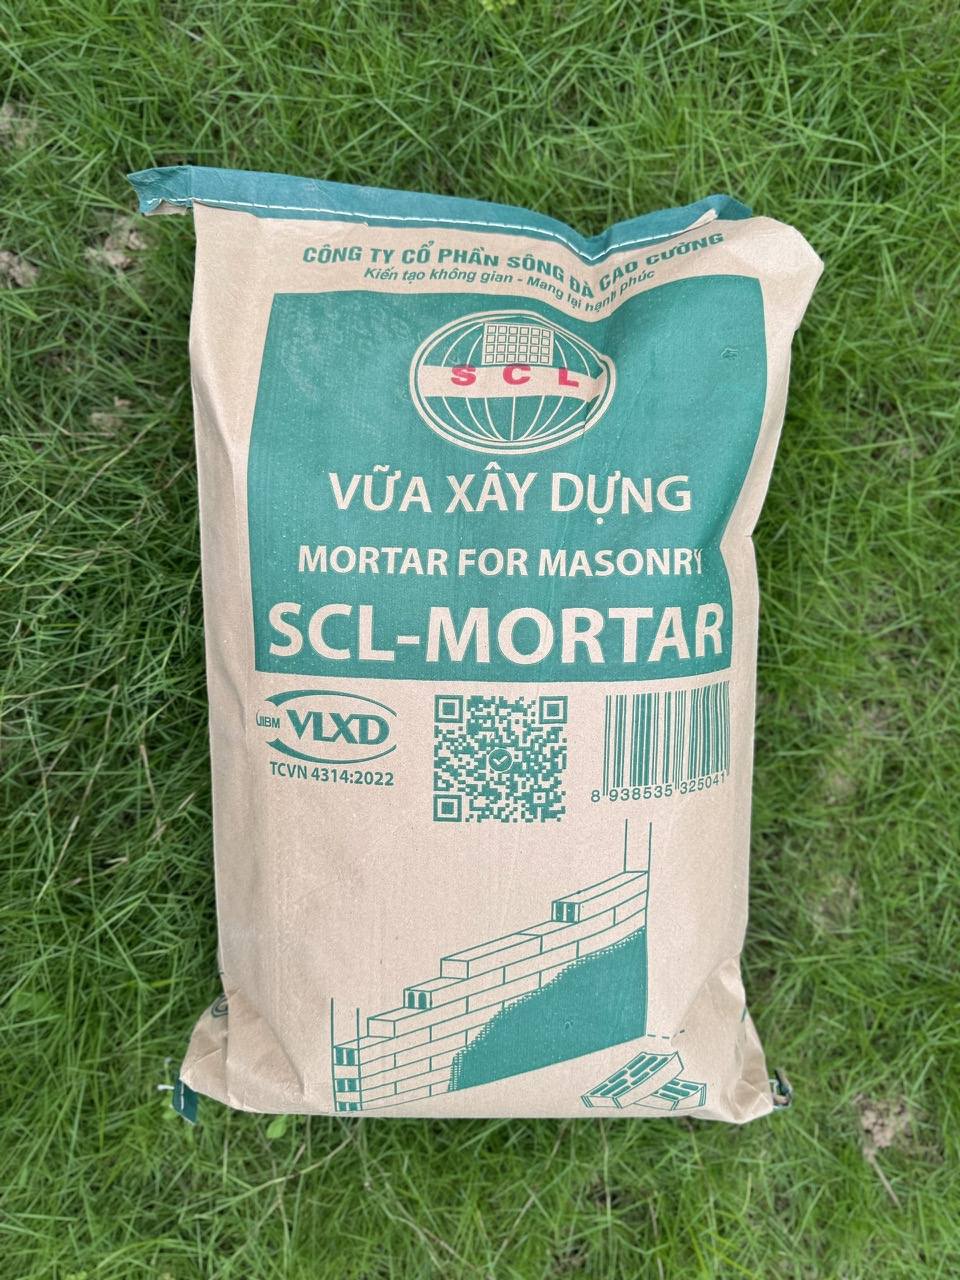 CÔNG TY CỔ PHẦN SÔNG ĐÀ CAO CƯỜNG
Kiến tạo không gian - Mang lại hạnh phúc
SCL
VỮA XÂY DỰNG
MORTAR FOR MASONRY
SCL-MORTAR
VIBM VLXD
TCVN 4314:2022
8 938535 325041